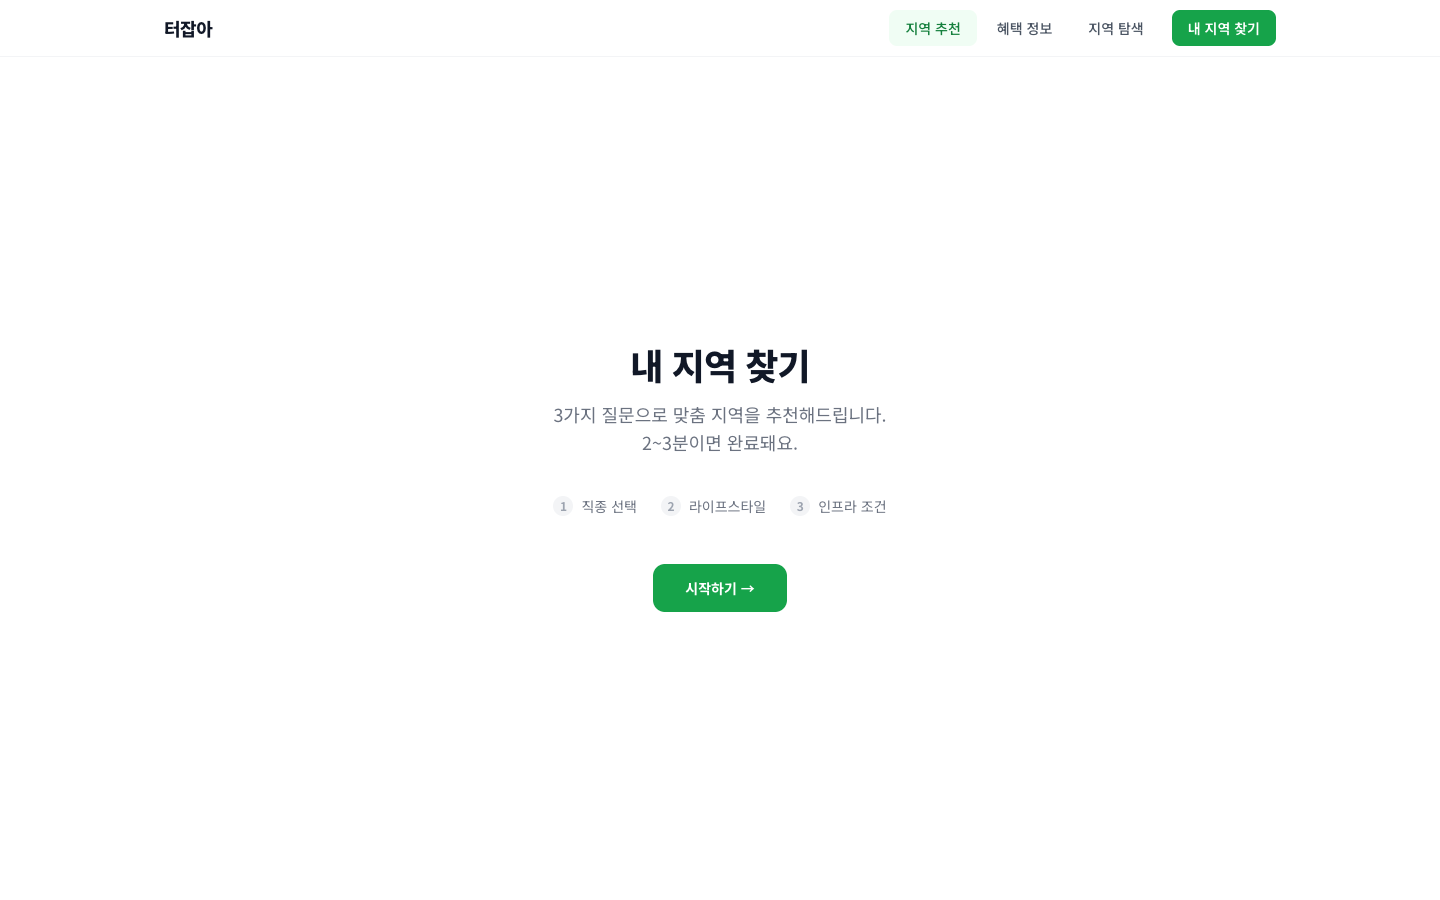 터잡아
지역 추천
혜택 정보
지역 탐색
내 지역 찾기
내 지역 찾기
3가지 질문으로 맞춤 지역을 추천해드립니다.
2~3분이면 완료돼요.
1 직종 선택 2 라이프스타일 3 인프라 조건
시작하기 →